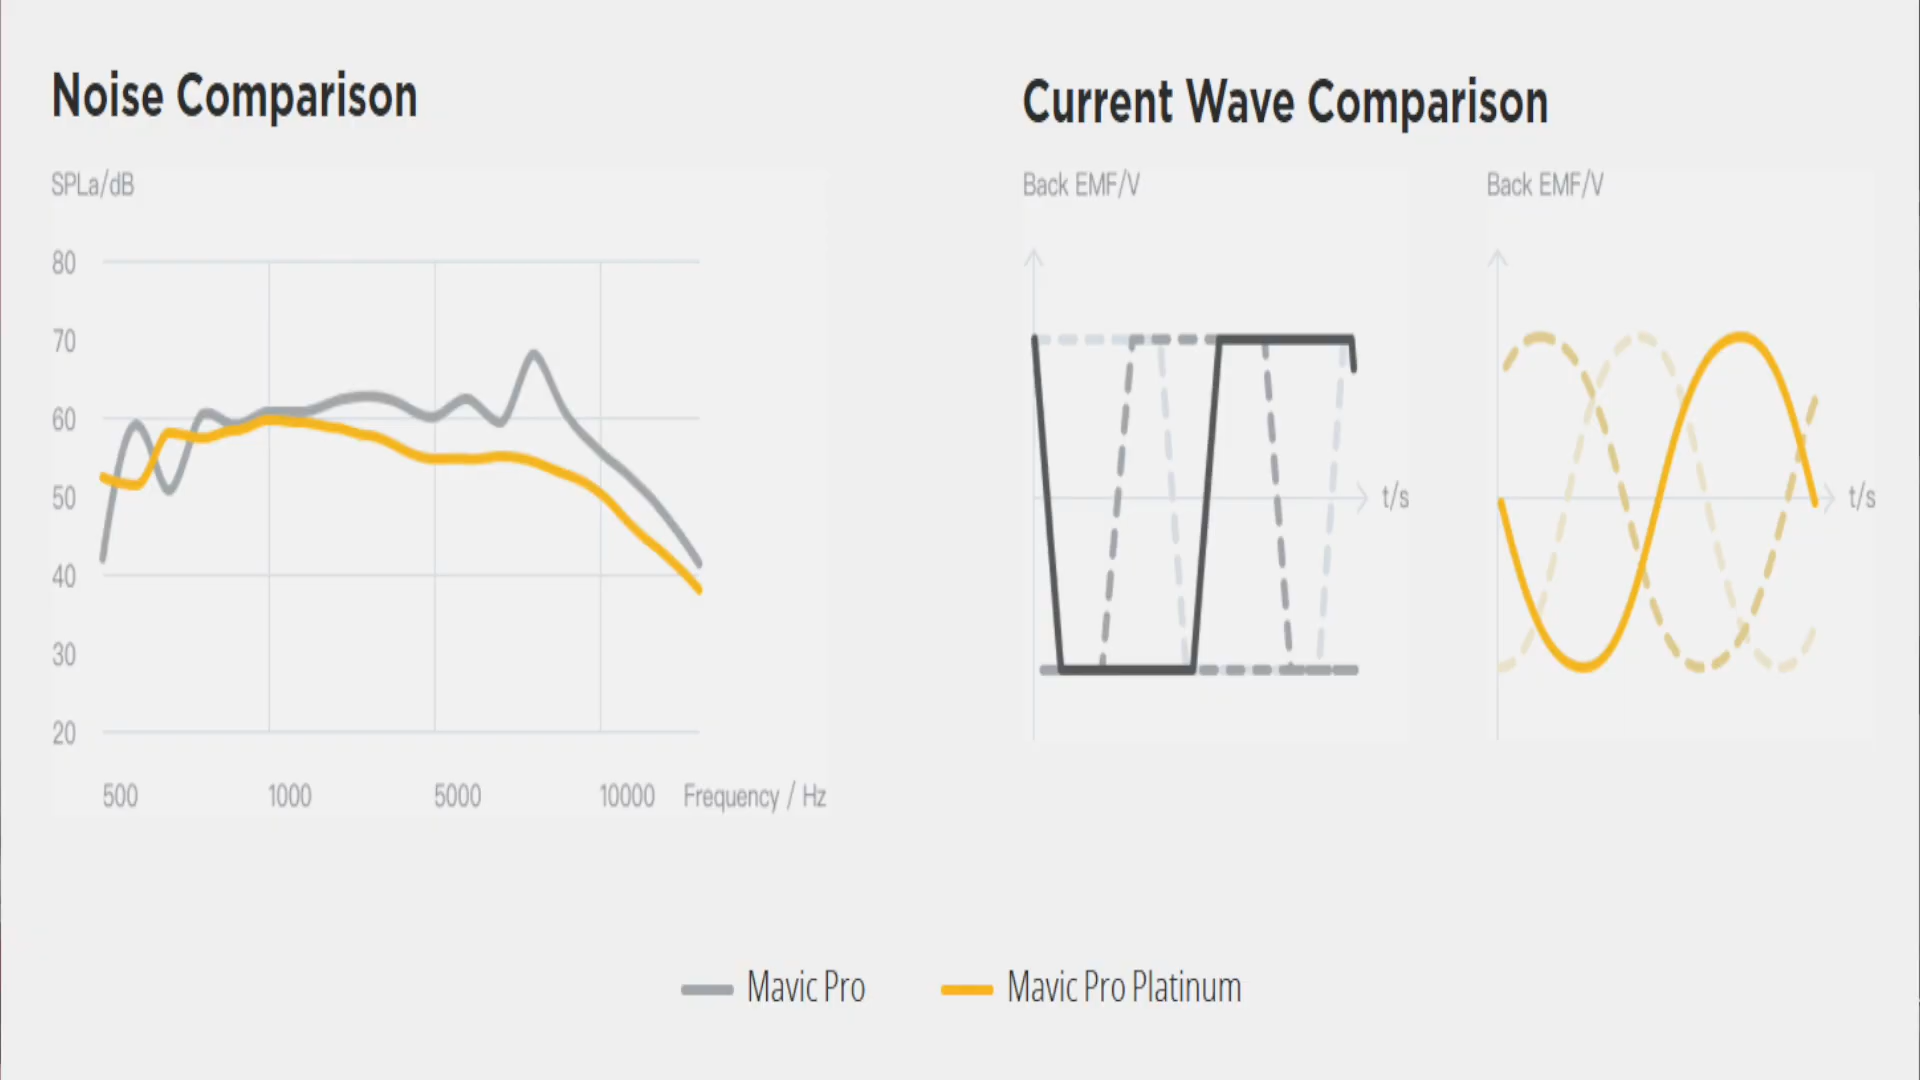 Noise Comparison
SPLa/dB
80
70
60
50
40
30
20
500 1000 5000 10000 Frequency / Hz
Current Wave Comparison
Back EMF/V
t/s
Back EMF/V
t/s
Mavic Pro
Mavic Pro Platinum